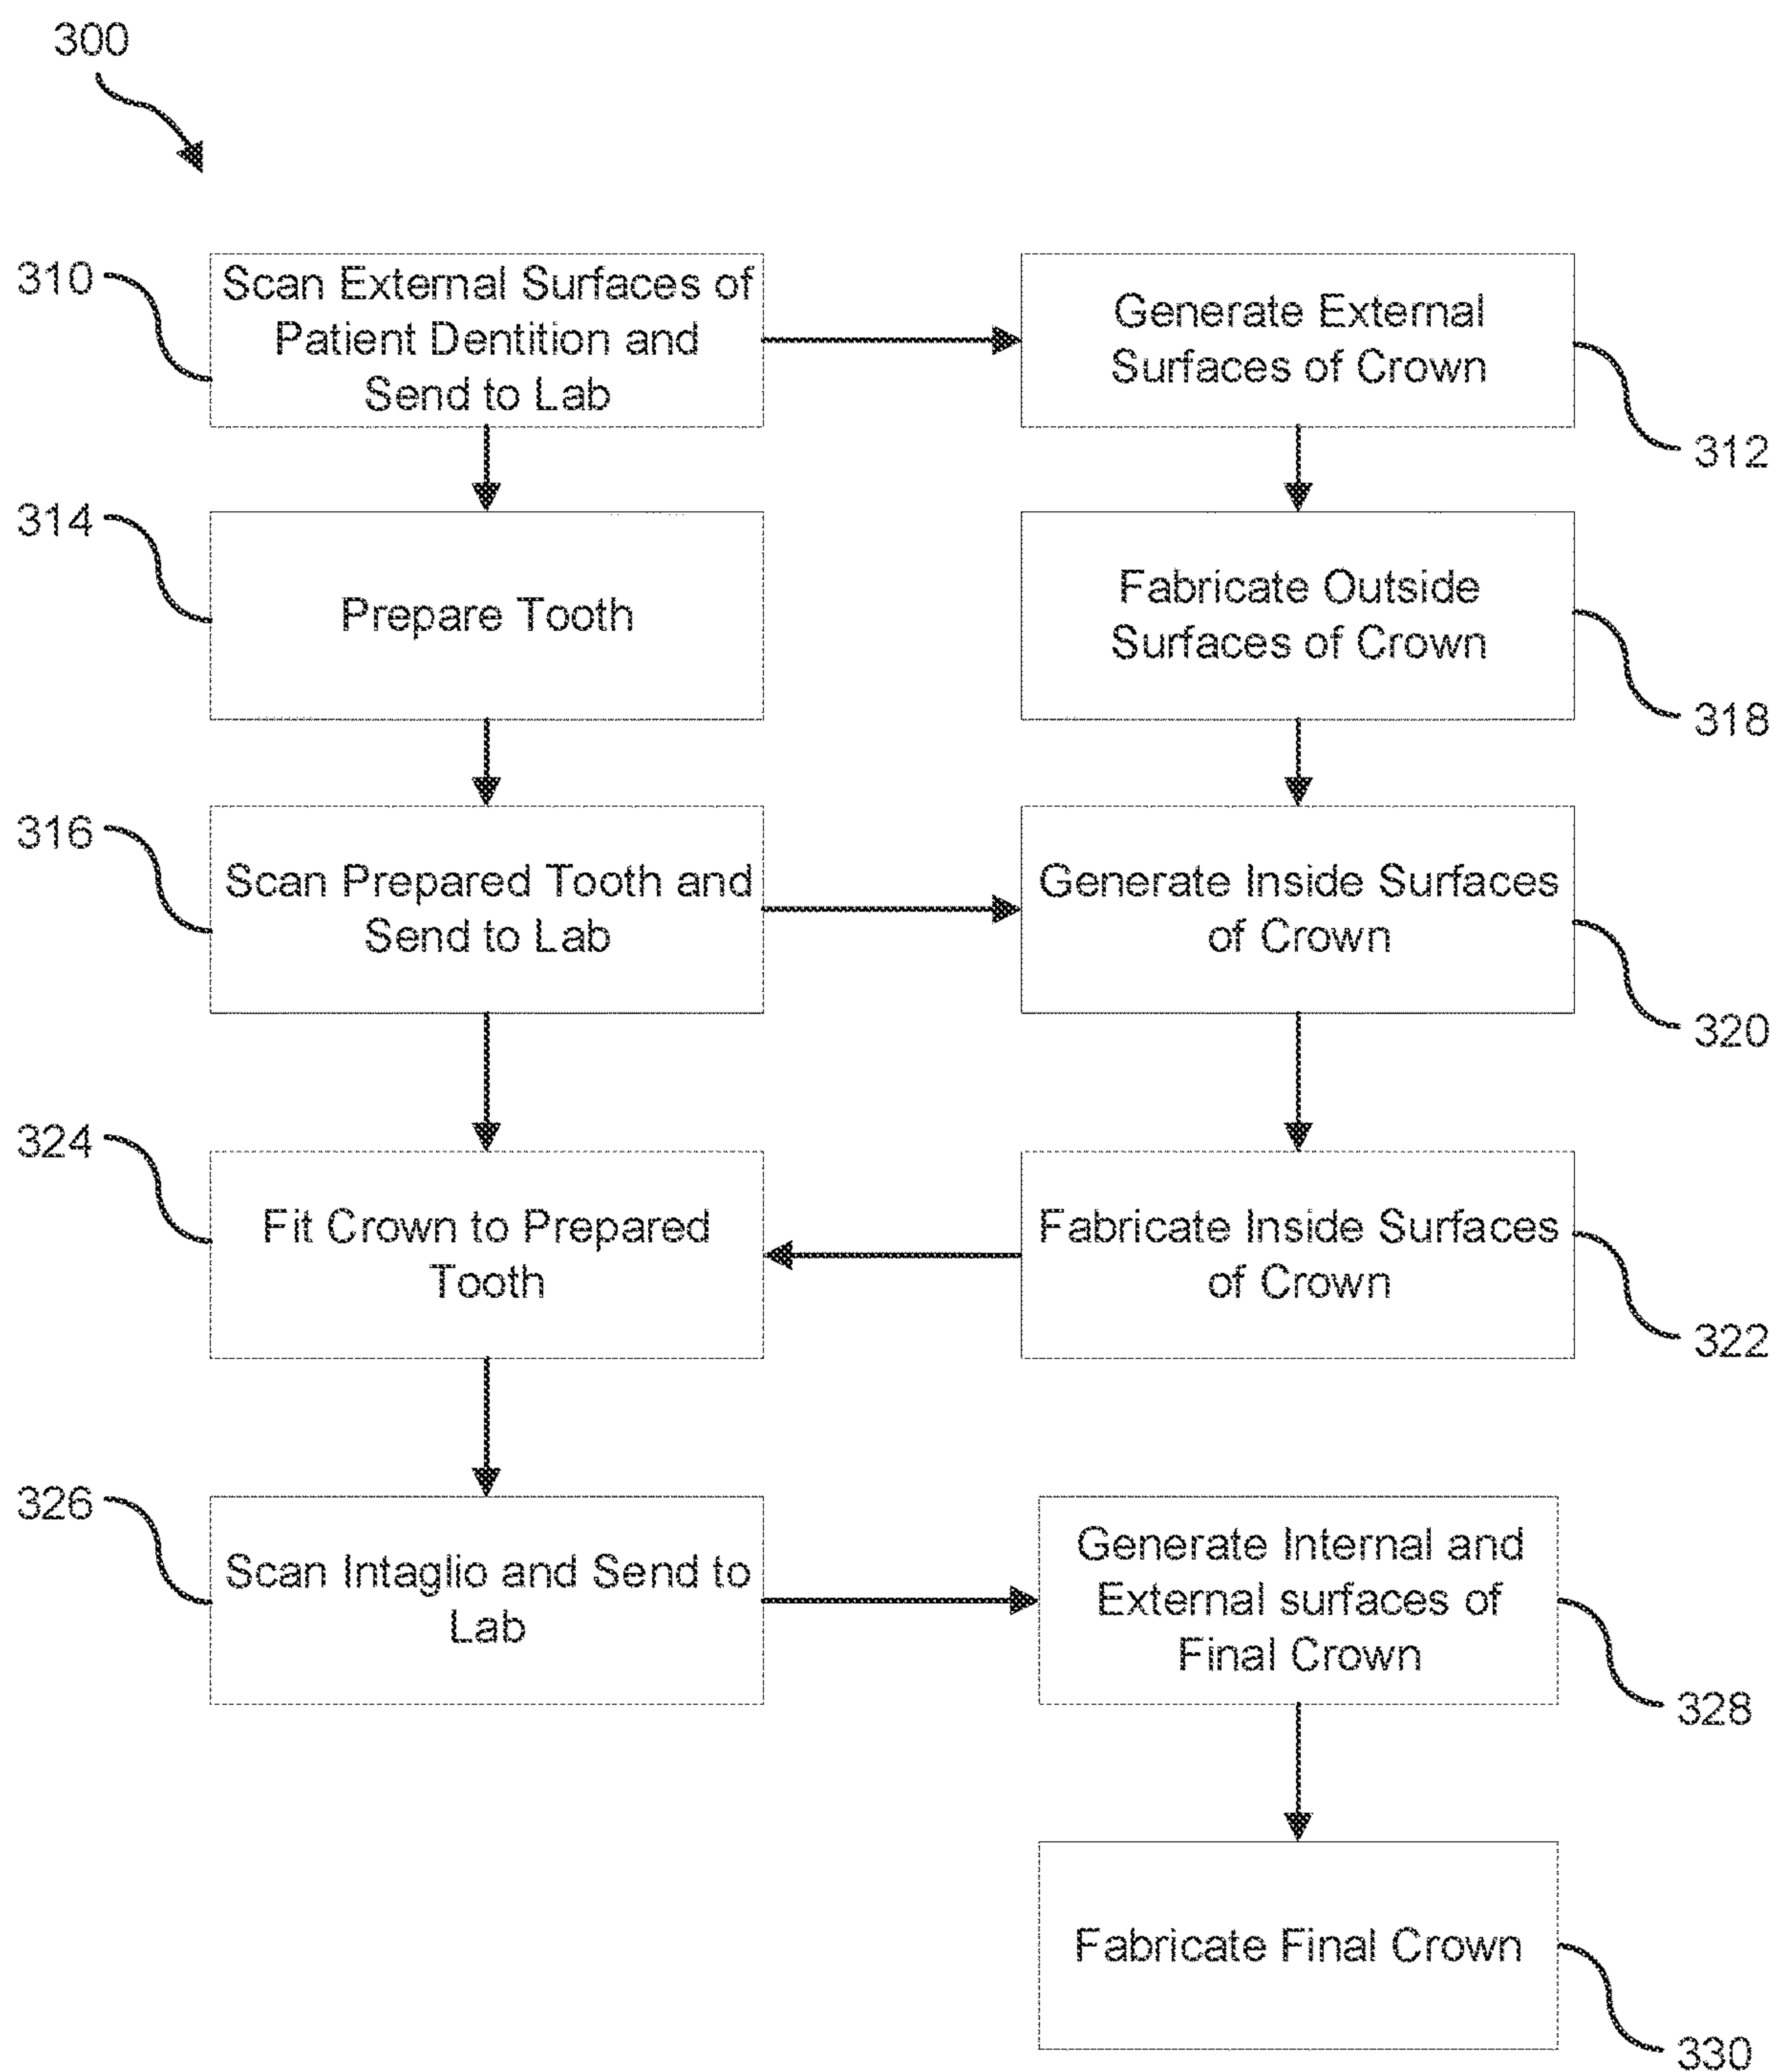 300
310
Scan External Surfaces of
Patient Dentition and
Send to Lab
Generate External
Surfaces of Crown
312
314
Prepare Tooth
Fabricate Outside
Surfaces of Crown
318
316
Scan Prepared Tooth and
Send to Lab
Generate Inside Surfaces
of Crown
320
324
Fit Crown to Prepared
Tooth
Fabricate Inside Surfaces
of Crown
322
326
Scan Intaglio and Send to
Lab
Generate Internal and
External surfaces of
Final Crown
328
Fabricate Final Crown
330